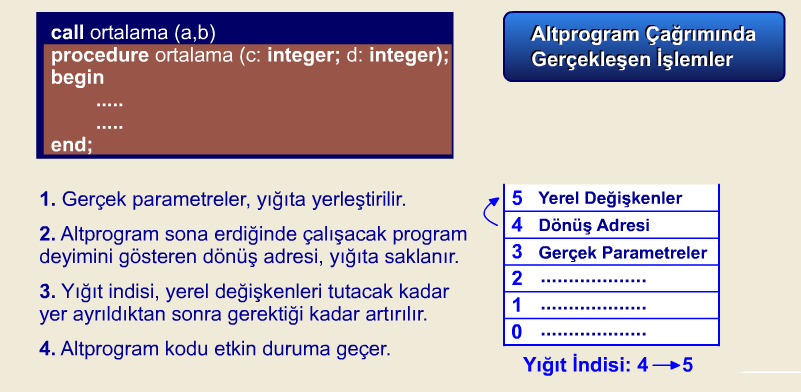 call ortalama (a,b)
procedure ortalama (c: integer; d: integer);
begin
.....
.....
end;
Altprogram Çağrımında
Gerçekleşen İşlemler
1. Gerçek parametreler, yığıta yerleştirilir.
2. Altprogram sona erdiğinde çalışacak program
deyimini gösteren dönüş adresi, yığıta saklanır.
3. Yığıt indisi, yerel değişkenleri tutacak kadar
yer ayrıldıktan sonra gerektiği kadar artırılır.
4. Altprogram kodu etkin duruma geçer.
5 Yerel Değişkenler
4 Dönüş Adresi
3 Gerçek Parametreler
2 ...................
1 ...................
0 ...................
Yığıt İndisi: 4 → 5